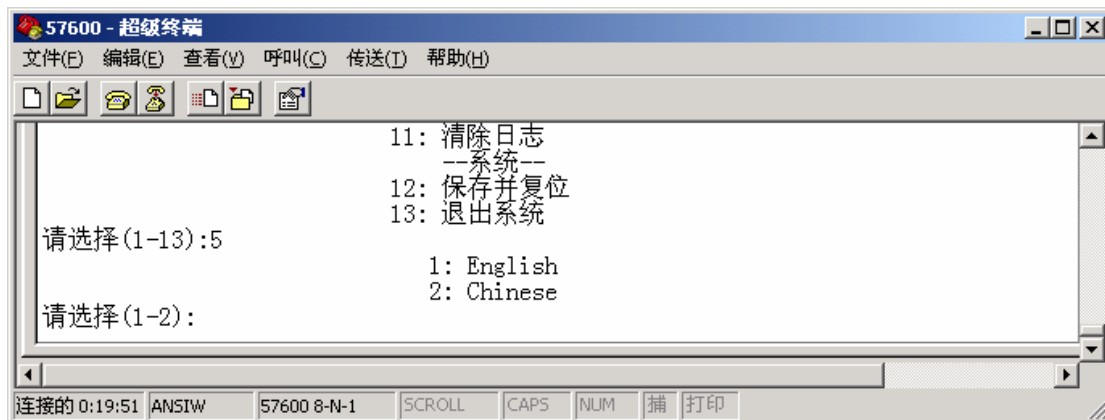 57600 - 超级终端
文件(F) 编辑(E) 查看(V) 呼叫(C) 传送(T) 帮助(H)
11: 清除日志
--系统--
12: 保存并复位
13: 退出系统
请选择(1-13):5
1: English
2: Chinese
请选择(1-2):
连接的 0:19:51 ANSIW 57600 8-N-1 SCROLL CAPS NUM 捕 打印